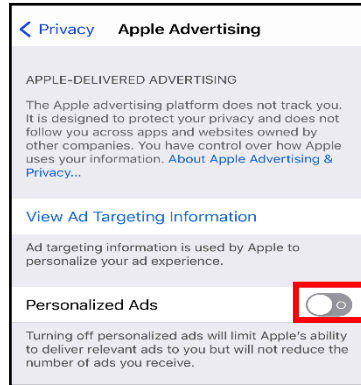 Privacy Apple Advertising
APPLE-DELIVERED ADVERTISING
The Apple advertising platform does not track you.
It is designed to protect your privacy and does not
follow you across apps and websites owned by
other companies. You have control over how Apple
uses your information. About Apple Advertising &
Privacy...
View Ad Targeting Information
Ad targeting information is used by Apple to
personalize your ad experience.
Personalized Ads
Turning off personalized ads will limit Apple's ability
to deliver relevant ads to you but will not reduce the
number of ads you receive.